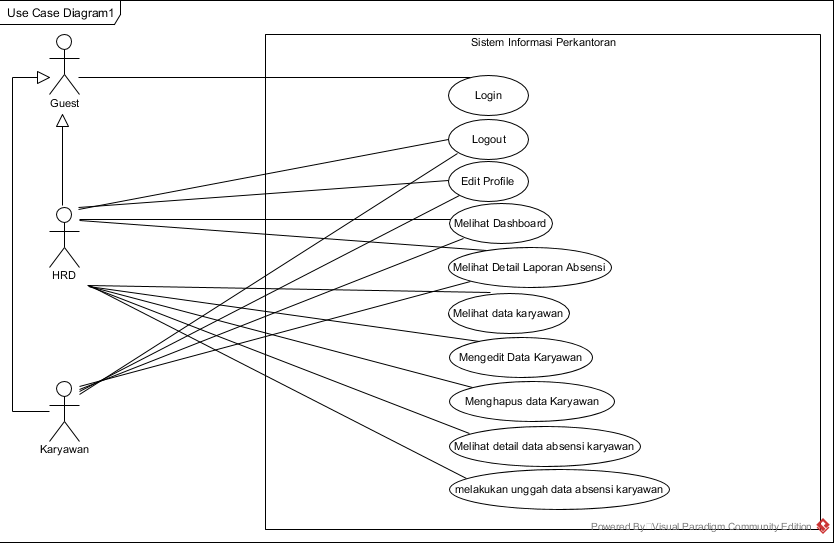 Use Case Diagram1
Sistem Informasi Perkantoran
Guest
Login
Logout
Edit Profile
Melihat Dashboard
HRD
Melihat Detail Laporan Absensi
Melihat data karyawan
Mengedit Data Karyawan
Menghapus data Karyawan
Karyawan
Melihat detail data absensi karyawan
melakukan unggah data absensi karyawan
Powered By Visual Paradigm Community Edition